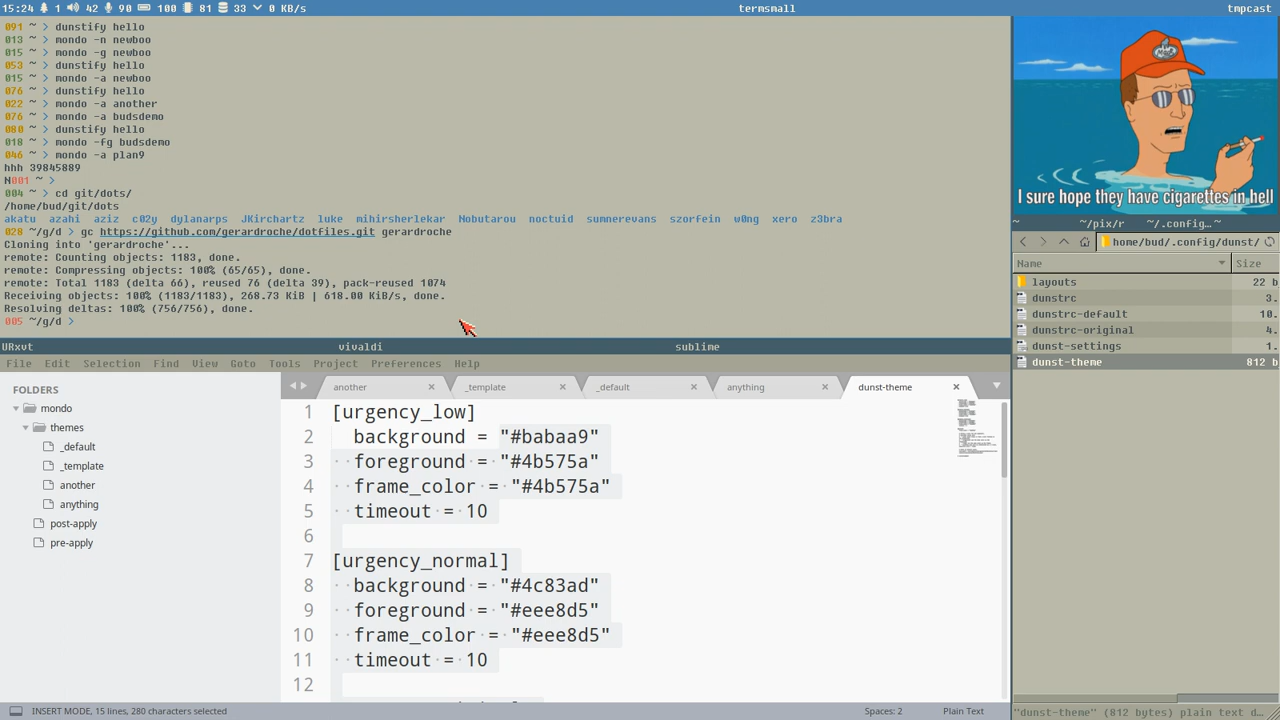 15:24 1 42 90 100 81 33 0 KB/s termsmall tmpcast
091 ~ > dunstify hello
013 ~ > mondo -n newboo
015 ~ > mondo -g newboo
053 ~ > dunstify hello
015 ~ > mondo -a newboo
076 ~ > dunstify hello
022 ~ > mondo -a another
076 ~ > mondo -a budsdemo
080 ~ > dunstify hello
018 ~ > mondo -fg budsdemo
046 ~ > mondo -a plan9
hhh 39845889
N001 ~ >
004 ~ > cd git/dots/
/home/bud/git/dots
akatu azahi aziz c02y dylanarps JKirchartz luke mihirsherlekar Nobutarou noctuid sumnerevans szorfein w0ng xero z3bra
028 ~/g/d > gc https://github.com/gerardroche/dotfiles.git gerardroche
Cloning into 'gerardroche'...
remote: Counting objects: 1183, done.
remote: Compressing objects: 100% (65/65), done.
remote: Total 1183 (delta 66), reused 76 (delta 39), pack-reused 1074
Receiving objects: 100% (1183/1183), 268.73 KiB | 618.00 KiB/s, done.
Resolving deltas: 100% (756/756), done.
005 ~/g/d >
I sure hope they have cigarettes in hell
~ ~/pix/r ~/.config…~
home/bud/.config/dunst/
Name Size
layouts 22 b
dunstrc 3.
dunstrc-default 10.
dunstrc-original 4.
dunst-settings 1.
dunst-theme 812 b
"dunst-theme" (812 bytes) plain text d…
URxvt vivaldi sublime
File Edit Selection Find View Goto Tools Project Preferences Help
FOLDERS
mondo
themes
_default
_template
another
anything
post-apply
pre-apply
another × _template × _default × anything × dunst-theme ×
1 [urgency_low]
2 background = "#babaa9"
3 foreground = "#4b575a"
4 frame_color = "#4b575a"
5 timeout = 10
6
7 [urgency_normal]
8 background = "#4c83ad"
9 foreground = "#eee8d5"
10 frame_color = "#eee8d5"
11 timeout = 10
12
INSERT MODE, 15 lines, 280 characters selected Spaces: 2 Plain Text